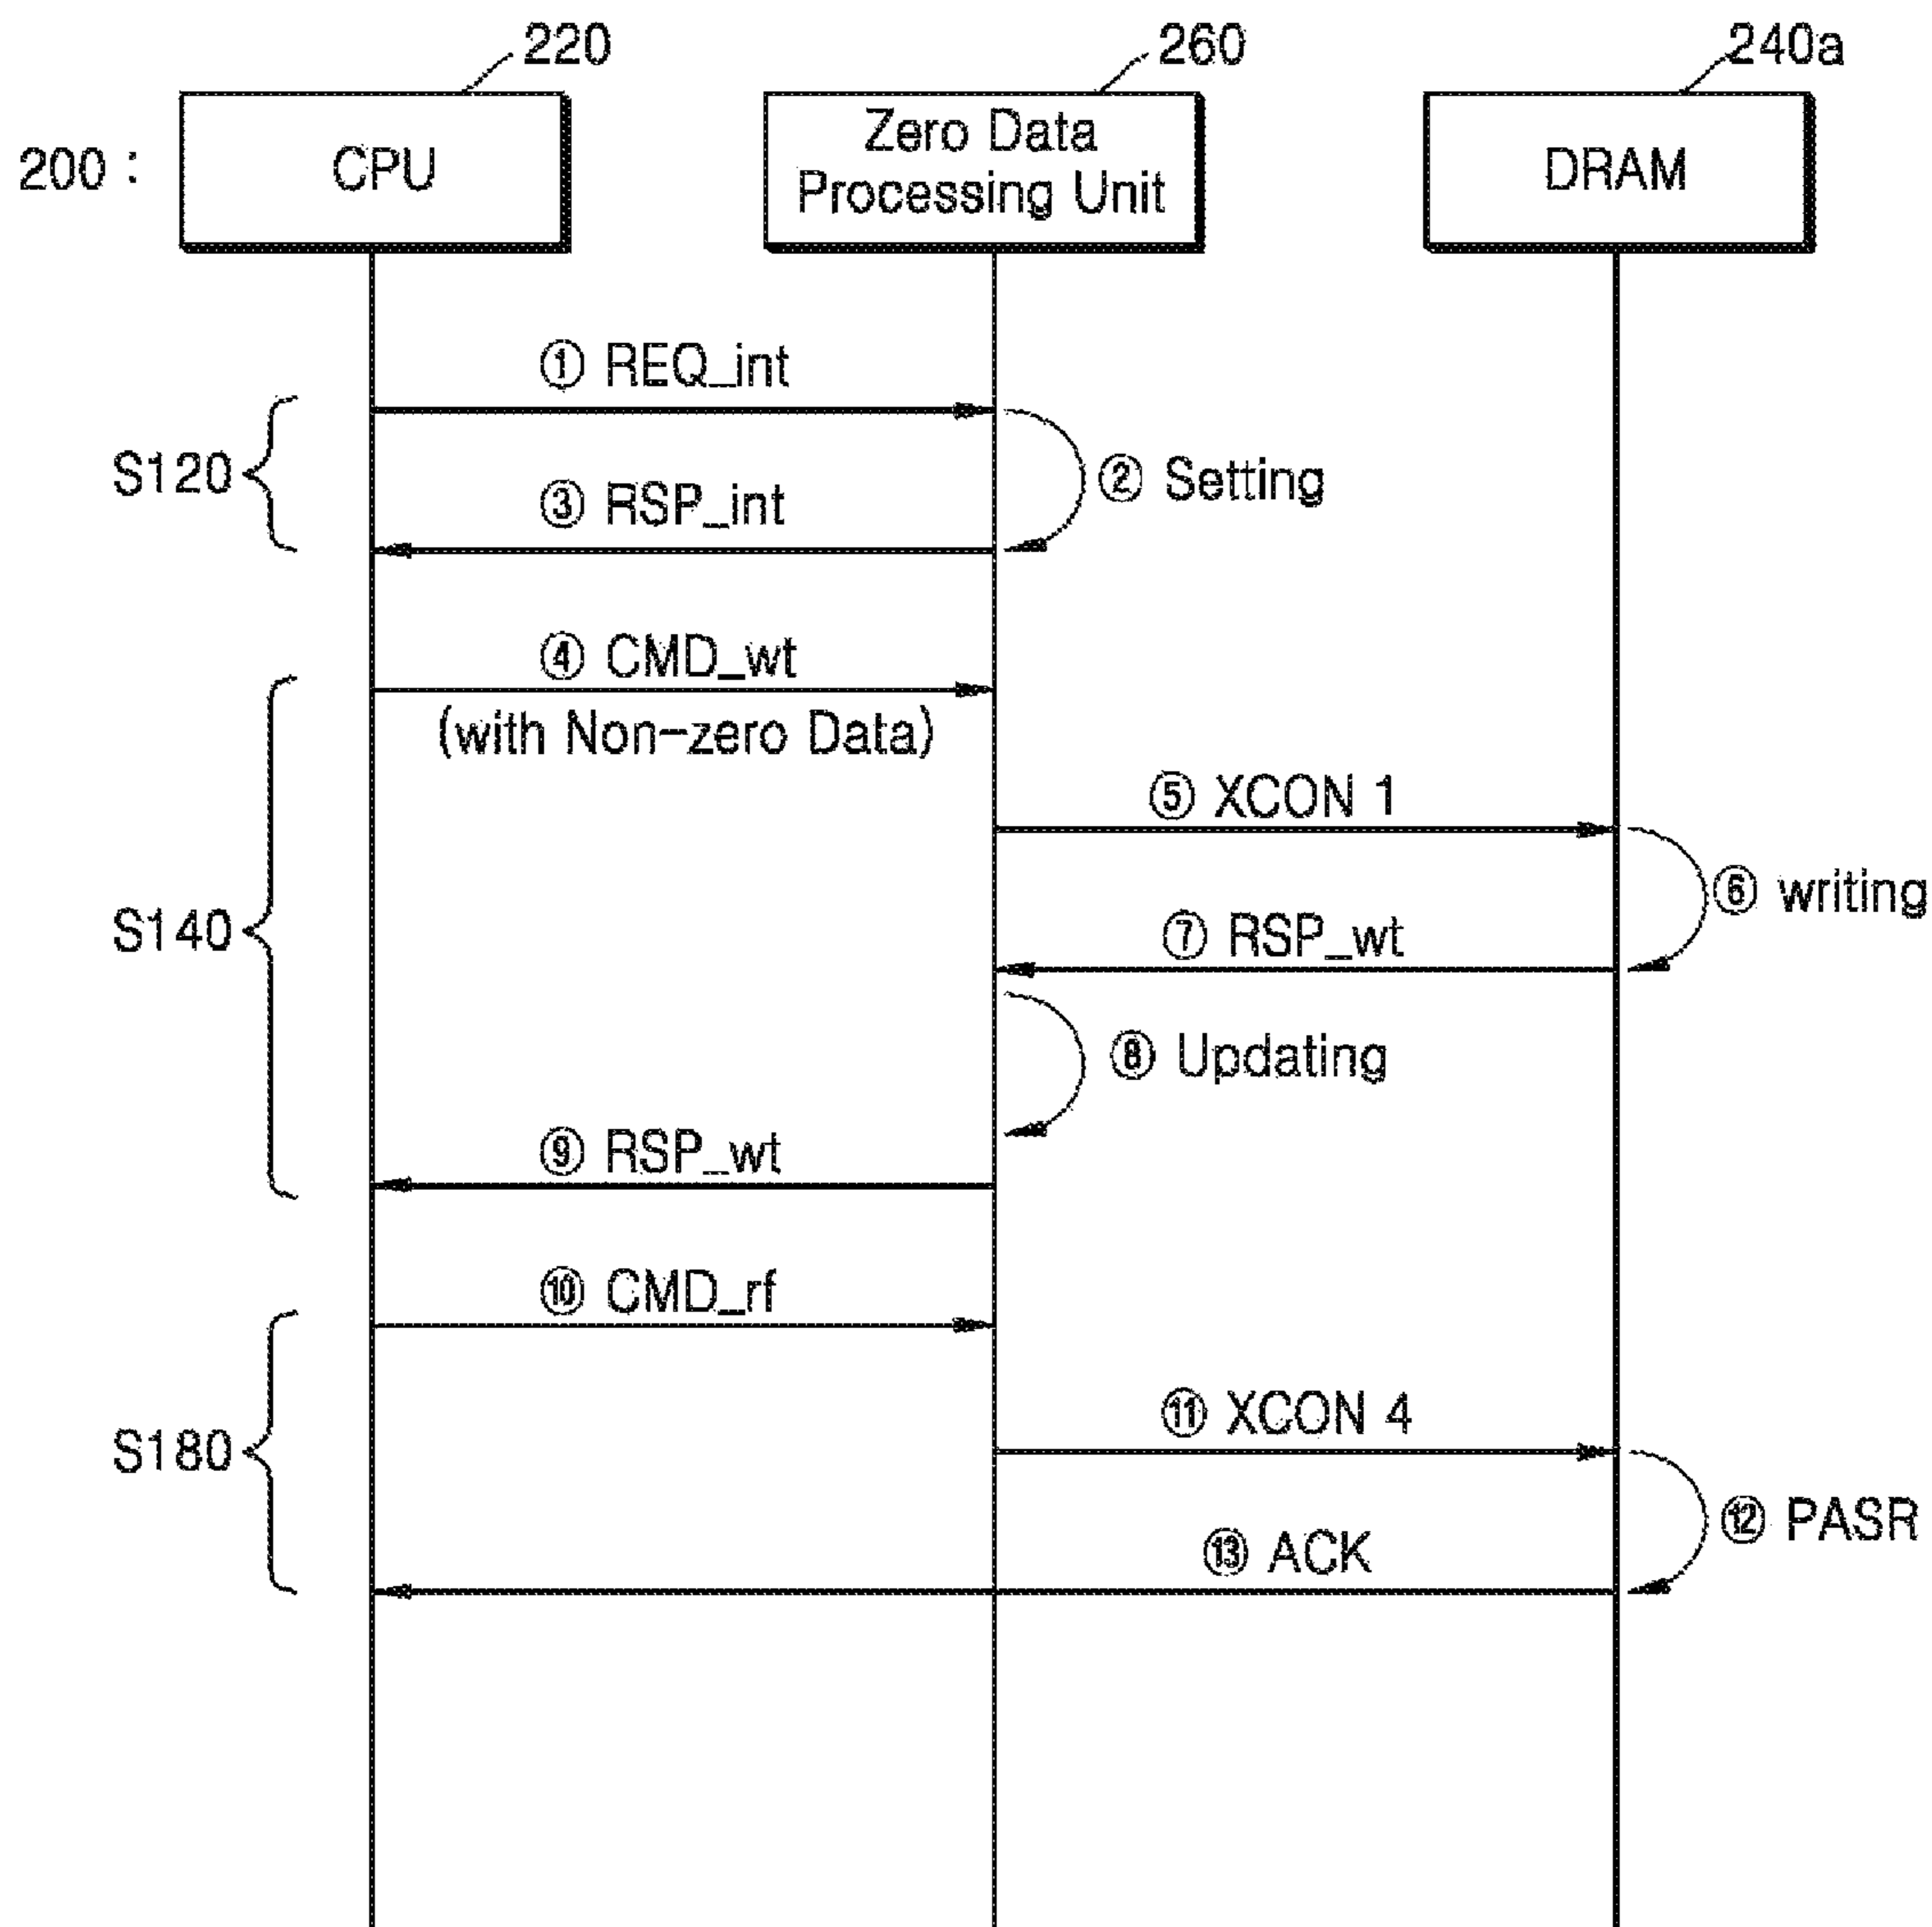 220
260
240a
200 :
CPU
Zero Data
Processing Unit
DRAM
① REQ_int
S120
② Setting
③ RSP_int
④ CMD_wt
(with Non-zero Data)
⑤ XCON 1
⑥ writing
S140
⑦ RSP_wt
⑧ Updating
⑨ RSP_wt
⑩ CMD_rf
⑪ XCON 4
S180
⑫ PASR
⑬ ACK